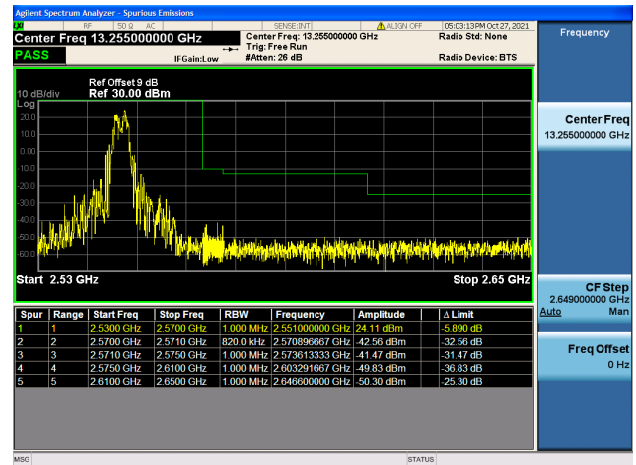 Agilent Spectrum Analyzer - Spurious Emissions
RF 50 Ω AC SENSE:INT ALIGN OFF 05:03:13PM Oct 27, 2021
Center Freq 13.255000000 GHz Center Freq: 13.255000000 GHz Radio Std: None
Trig: Free Run
PASS IFGain:Low #Atten: 26 dB Radio Device: BTS
Ref Offset 9 dB
10 dB/div Ref 30.00 dBm
Log
20.0
10.0
0.00
-10.0
-20.0
-30.0
-40.0
-50.0
-60.0
Start 2.53 GHz Stop 2.65 GHz
Spur Range Start Freq Stop Freq RBW Frequency Amplitude Δ Limit
1 1 2.5300 GHz 2.5700 GHz 1.000 MHz 2.551000000 GHz 24.11 dBm -5.890 dB
2 2 2.5700 GHz 2.5710 GHz 820.0 kHz 2.570896667 GHz -42.56 dBm -32.56 dB
3 3 2.5710 GHz 2.5750 GHz 1.000 MHz 2.573613333 GHz -41.47 dBm -31.47 dB
4 4 2.5750 GHz 2.6100 GHz 1.000 MHz 2.603291667 GHz -49.83 dBm -36.83 dB
5 5 2.6100 GHz 2.6500 GHz 1.000 MHz 2.646600000 GHz -50.30 dBm -25.30 dB
Frequency
Center Freq
13.255000000 GHz
CF Step
2.649000000 GHz
Auto Man
Freq Offset
0 Hz
MSG STATUS